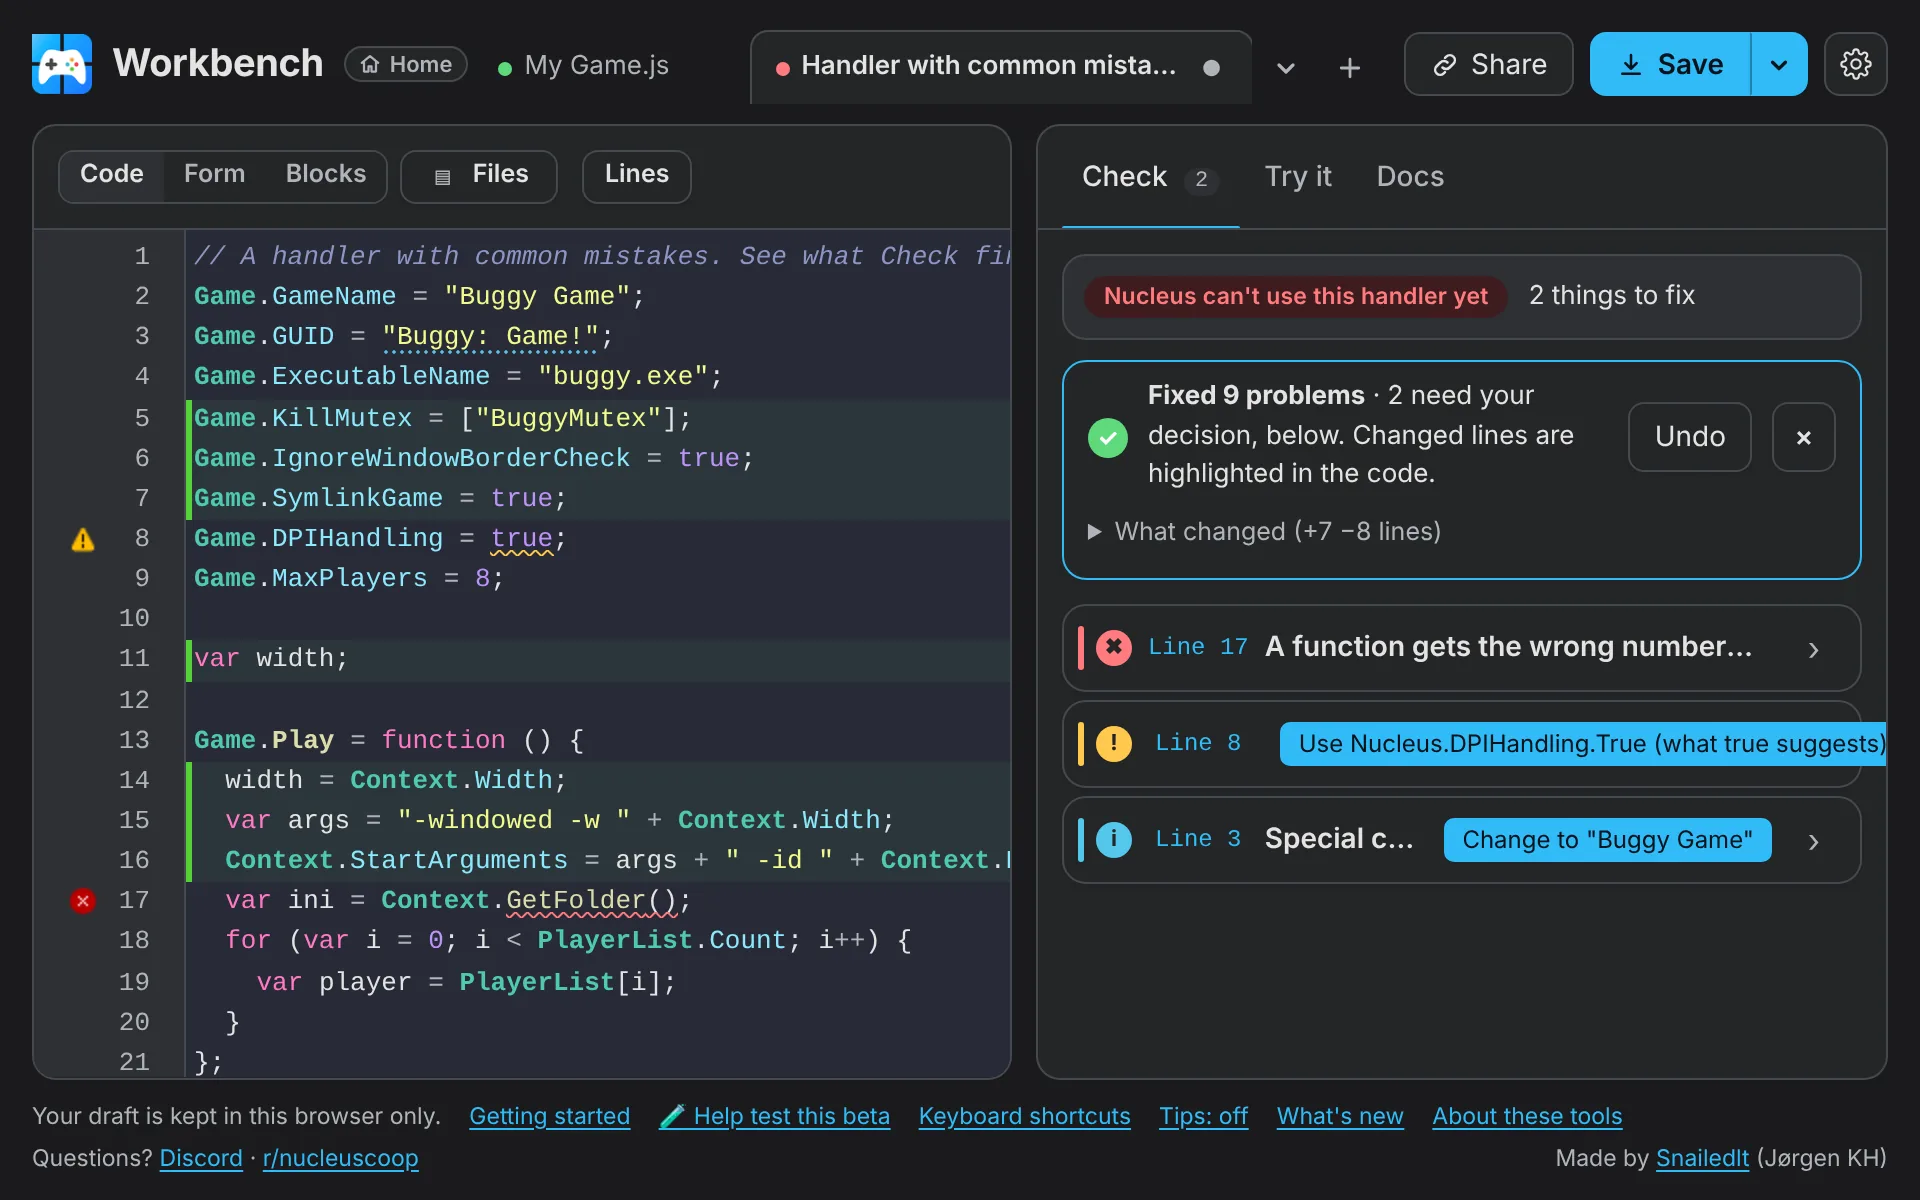 Workbench
Home
My Game.js
Handler with common mista...
Share
Save
Code
Form
Blocks
Files
Lines
1 // A handler with common mistakes. See what Check
2 Game.GameName = "Buggy Game";
3 Game.GUID = "Buggy: Game!";
4 Game.ExecutableName = "buggy.exe";
5 Game.KillMutex = ["BuggyMutex"];
6 Game.IgnoreWindowBorderCheck = true;
7 Game.SymlinkGame = true;
8 Game.DPIHandling = true;
9 Game.MaxPlayers = 8;
10
11 var width;
12
13 Game.Play = function () {
14 width = Context.Width;
15 var args = "-windowed -w " + Context.Width;
16 Context.StartArguments = args + " -id " + Context.
17 var ini = Context.GetFolder();
18 for (var i = 0; i < PlayerList.Count; i++) {
19 var player = PlayerList[i];
20 }
21 };
Check 2
Try it
Docs
Nucleus can't use this handler yet
2 things to fix
Fixed 9 problems · 2 need your
decision, below. Changed lines are
highlighted in the code.
Undo
×
▶ What changed (+7 −8 lines)
Line 17 A function gets the wrong number...
Line 8 Use Nucleus.DPIHandling.True (what true suggests)
Line 3 Special c... Change to "Buggy Game"
Your draft is kept in this browser only.
Getting started
Help test this beta
Keyboard shortcuts
Tips: off
What's new
About these tools
Questions? Discord · r/nucleuscoop
Made by SnailedIt (Jørgen KH)